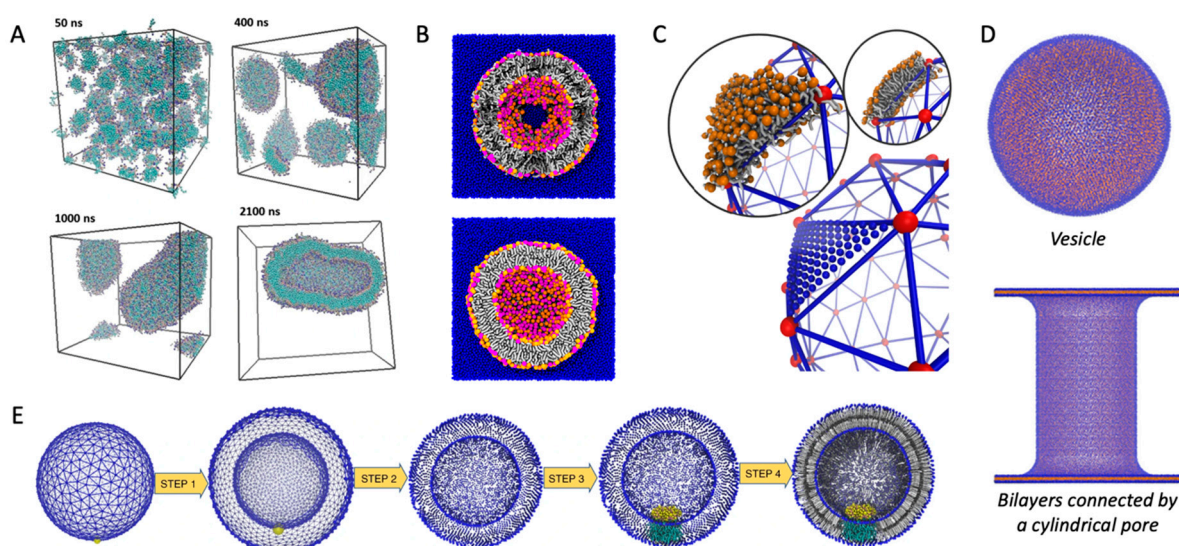 A
50 ns
400 ns
1000 ns
2100 ns
B
C
D
Vesicle
Bilayers connected by
a cylindrical pore
E
STEP 1
STEP 2
STEP 3
STEP 4